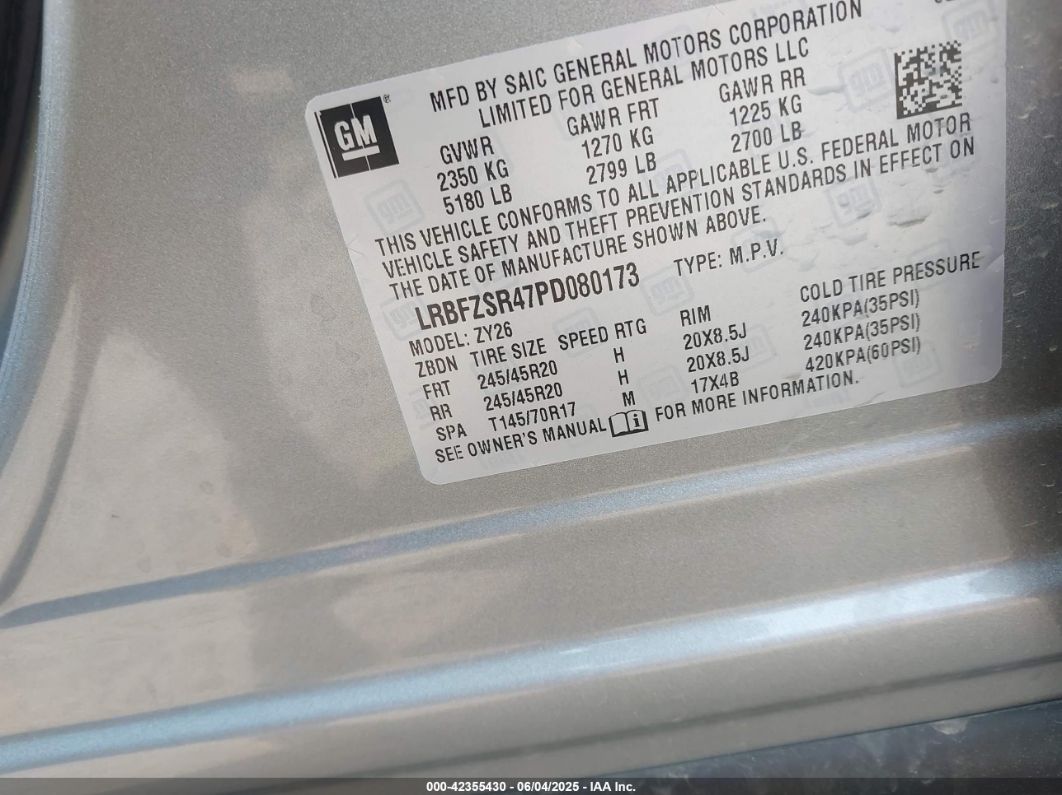 MFD BY SAIC GENERAL MOTORS CORPORATION
LIMITED FOR GENERAL MOTORS LLC
GM
GVWR GAWR FRT GAWR RR
2350 KG 1270 KG 1225 KG
5180 LB 2799 LB 2700 LB
THIS VEHICLE CONFORMS TO ALL APPLICABLE U.S. FEDERAL MOTOR
VEHICLE SAFETY AND THEFT PREVENTION STANDARDS IN EFFECT ON
THE DATE OF MANUFACTURE SHOWN ABOVE.
LRBFZSR47PD080173 TYPE: M.P.V.
MODEL: ZY26
ZBDN TIRE SIZE SPEED RTG RIM COLD TIRE PRESSURE
FRT 245/45R20 H 20X8.5J 240KPA(35PSI)
RR 245/45R20 H 20X8.5J 240KPA(35PSI)
SPA T145/70R17 M 17X4B 420KPA(60PSI)
SEE OWNER'S MANUAL FOR MORE INFORMATION.
000-42355430 - 06/04/2025 - IAA Inc.